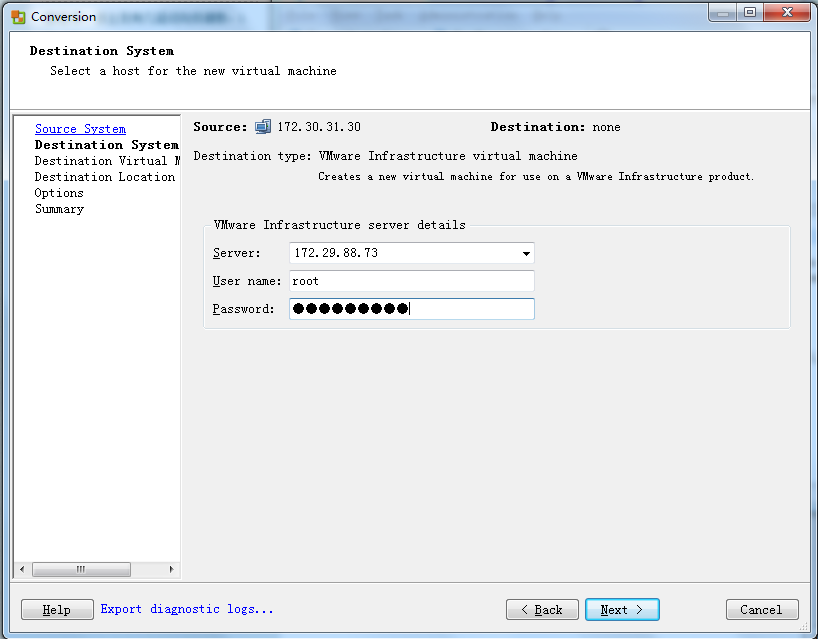 Conversion
Destination System
Select a host for the new virtual machine
Source System
Destination System
Destination Virtual M
Destination Location
Options
Summary
Source: 172.30.31.30 Destination: none
Destination type: VMware Infrastructure virtual machine
Creates a new virtual machine for use on a VMware Infrastructure product.
VMware Infrastructure server details
Server: 172.29.88.73
User name: root
Password: ●●●●●●●●●
Help Export diagnostic logs... < Back Next > Cancel